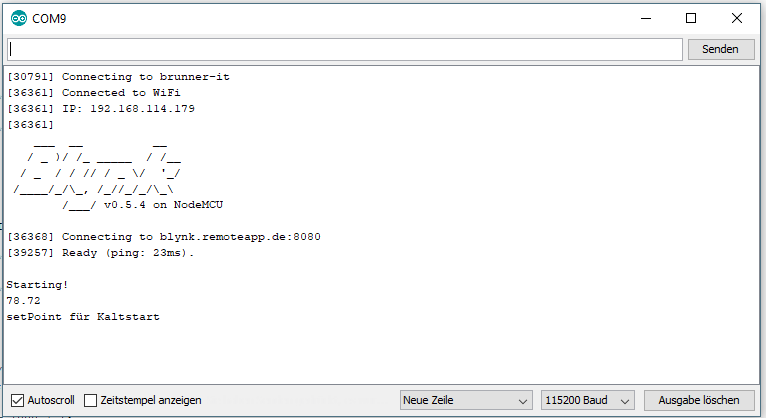 COM9
Senden
[30791] Connecting to brunner-it
[36361] Connected to WiFi
[36361] IP: 192.168.114.179
[36361]
    ___  __          __
   / _ )/ /_ _____  / /__
  / _  / / // / _ \/  '_/
 /____/_/\_, /_//_/_/\_\
        /___/ v0.5.4 on NodeMCU
[36368] Connecting to blynk.remoteapp.de:8080
[39257] Ready (ping: 23ms).
Starting!
78.72
setPoint für Kaltstart
Autoscroll
Zeitstempel anzeigen
Neue Zeile
115200 Baud
Ausgabe löschen